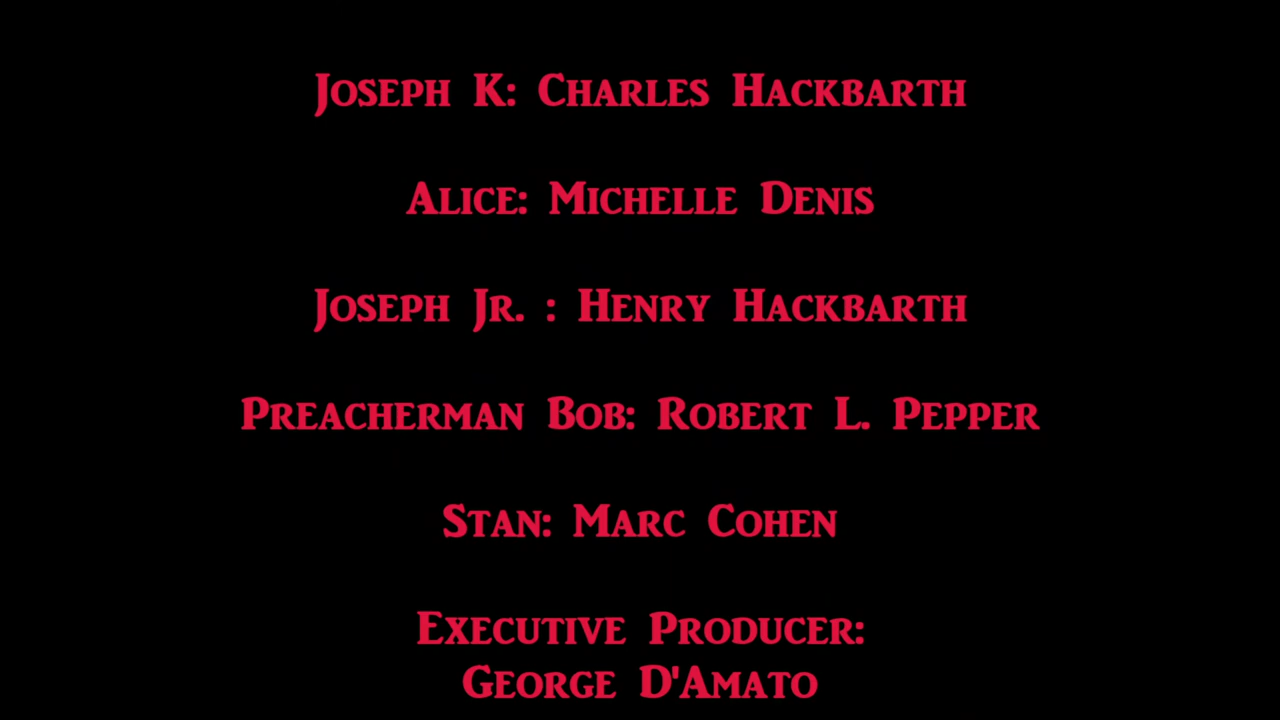 Joseph K: Charles Hackbarth
Alice: Michelle Denis
Joseph Jr. : Henry Hackbarth
Preacherman Bob: Robert L. Pepper
Stan: Marc Cohen
Executive Producer:
George D'Amato